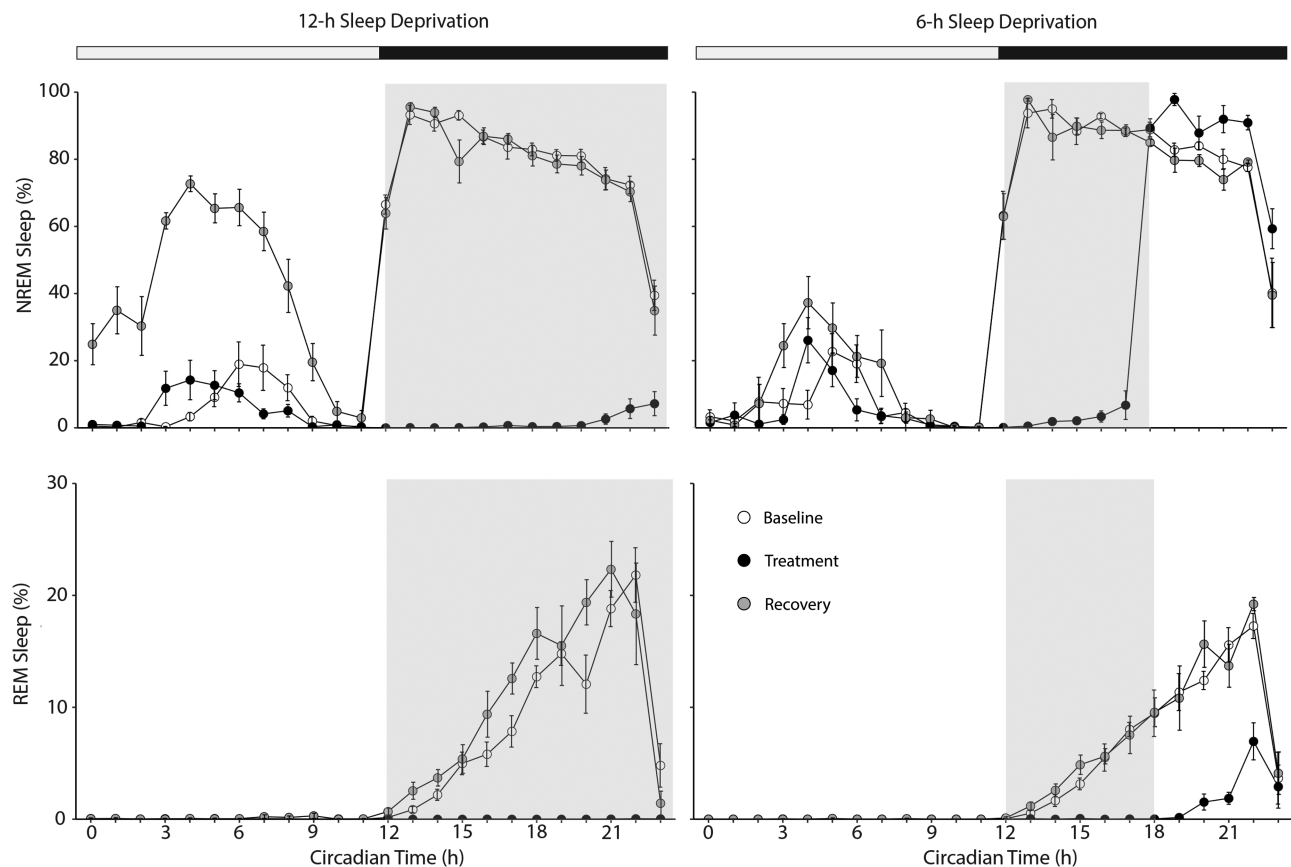 12-h Sleep Deprivation
6-h Sleep Deprivation
NREM Sleep (%)
100
80
60
40
20
0
REM Sleep (%)
30
20
10
0
Baseline
Treatment
Recovery
0 3 6 9 12 15 18 21
0 3 6 9 12 15 18 21
Circadian Time (h)
Circadian Time (h)